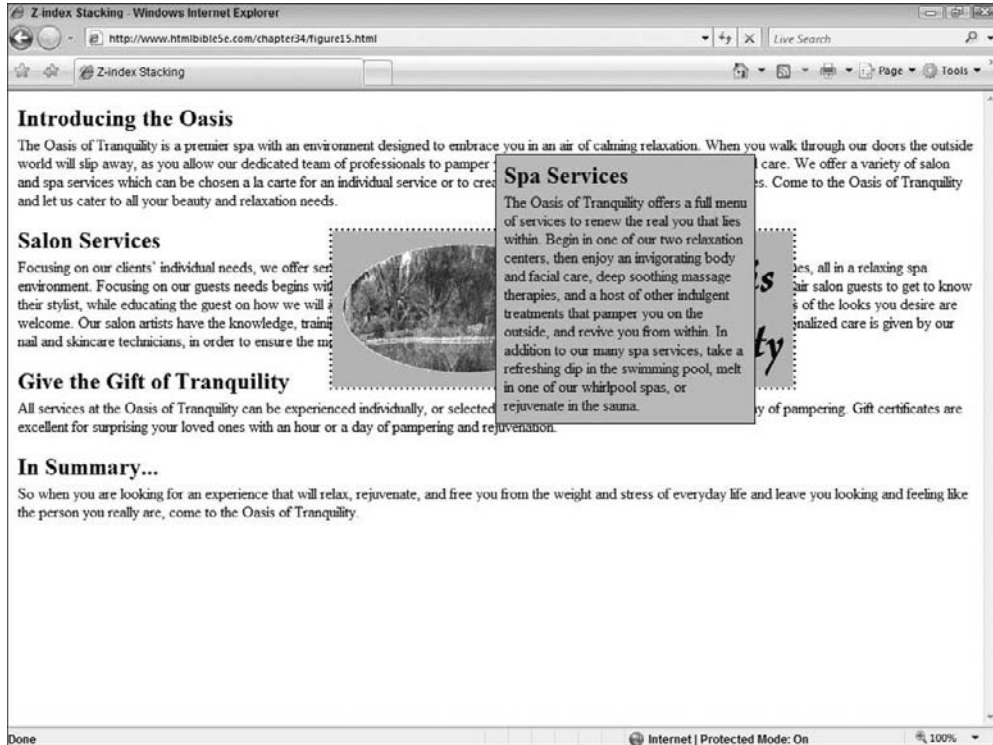 Z-index Stacking - Windows Internet Explorer
http://www.htmlbible5e.com/chapter34/figure15.html
Live Search
Z-index Stacking
Page
Tools
Introducing the Oasis
The Oasis of Tranquility is a premier spa with an environment designed to embrace you in an air of calming relaxation. When you walk through our doors the outside
world will slip away, as you allow our dedicated team of professionals to pamper
l care. We offer a variety of salon
and spa services which can be chosen a la carte for an individual service or to crea
es. Come to the Oasis of Tranquility
and let us cater to all your beauty and relaxation needs.
Salon Services
Focusing on our clients' individual needs, we offer ser
ies, all in a relaxing spa
environment. Focusing on our guests needs begins wit
air salon guests to get to know
their stylist, while educating the guest on how we will a
s of the looks you desire are
welcome. Our salon artists have the knowledge, traini
nalized care is given by our
nail and skincare technicians, in order to ensure the m
is
ty
Spa Services
The Oasis of Tranquility offers a full menu
of services to renew the real you that lies
within. Begin in one of our two relaxation
centers, then enjoy an invigorating body
and facial care, deep soothing massage
therapies, and a host of other indulgent
treatments that pamper you on the
outside, and revive you from within. In
addition to our many spa services, take a
refreshing dip in the swimming pool, melt
in one of our whirlpool spas, or
rejuvenate in the sauna.
Give the Gift of Tranquility
All services at the Oasis of Tranquility can be experienced individually, or selected
ay of pampering. Gift certificates are
excellent for surprising your loved ones with an hour or a day of pampering and rejuvenation.
In Summary...
So when you are looking for an experience that will relax, rejuvenate, and free you from the weight and stress of everyday life and leave you looking and feeling like
the person you really are, come to the Oasis of Tranquility.
Done
Internet | Protected Mode: On
100%